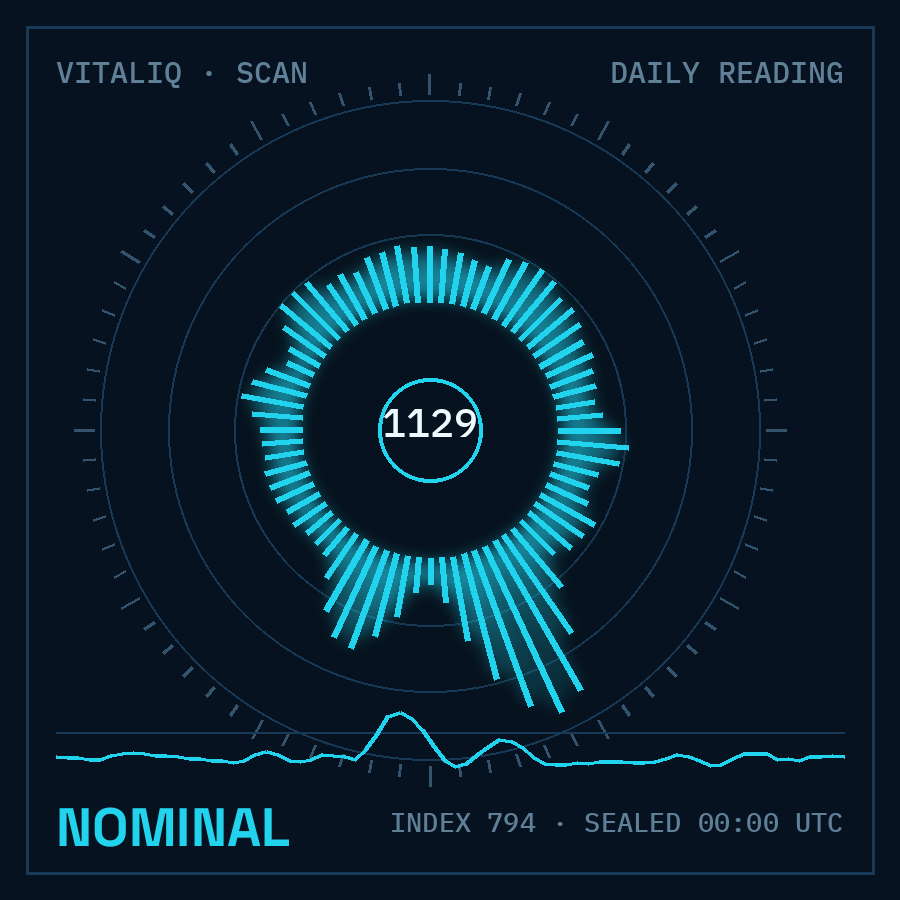 VITALIQ · SCAN
DAILY READING
1129
NOMINAL
INDEX 794 · SEALED 00:00 UTC